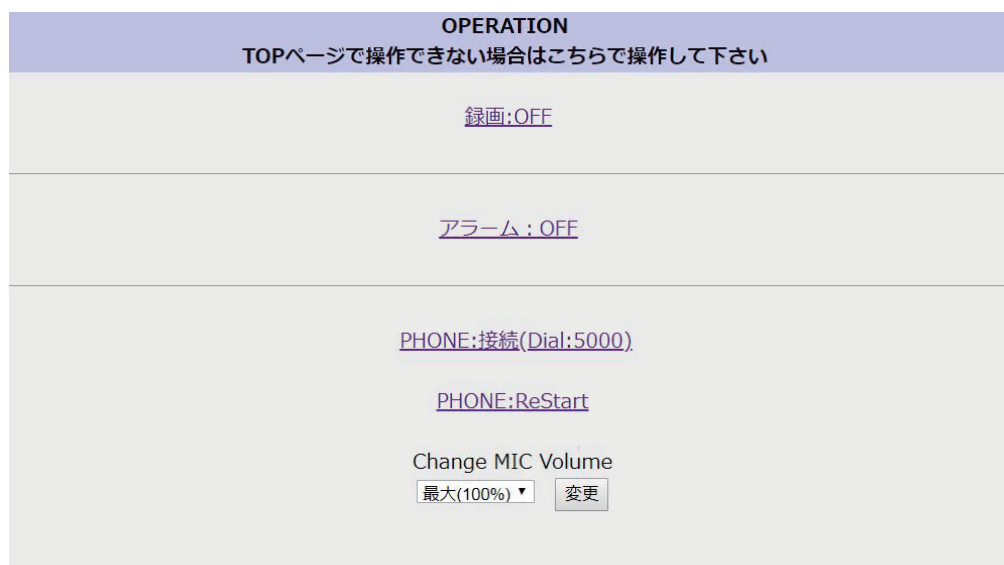 OPERATION
TOPページで操作できない場合はこちらで操作して下さい
録画:OFF
アラーム：OFF
PHONE:接続(Dial:5000)
PHONE:ReStart
Change MIC Volume
最大(100%) 変更